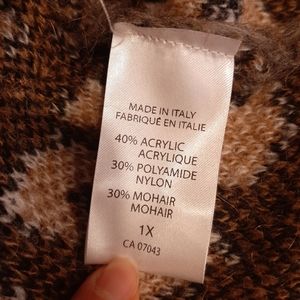 MADE IN ITALY
FABRIQUÉ EN ITALIE
40% ACRYLIC
ACRYLIQUE
30% POLYAMIDE
NYLON
30% MOHAIR
MOHAIR
1X
CA 07043